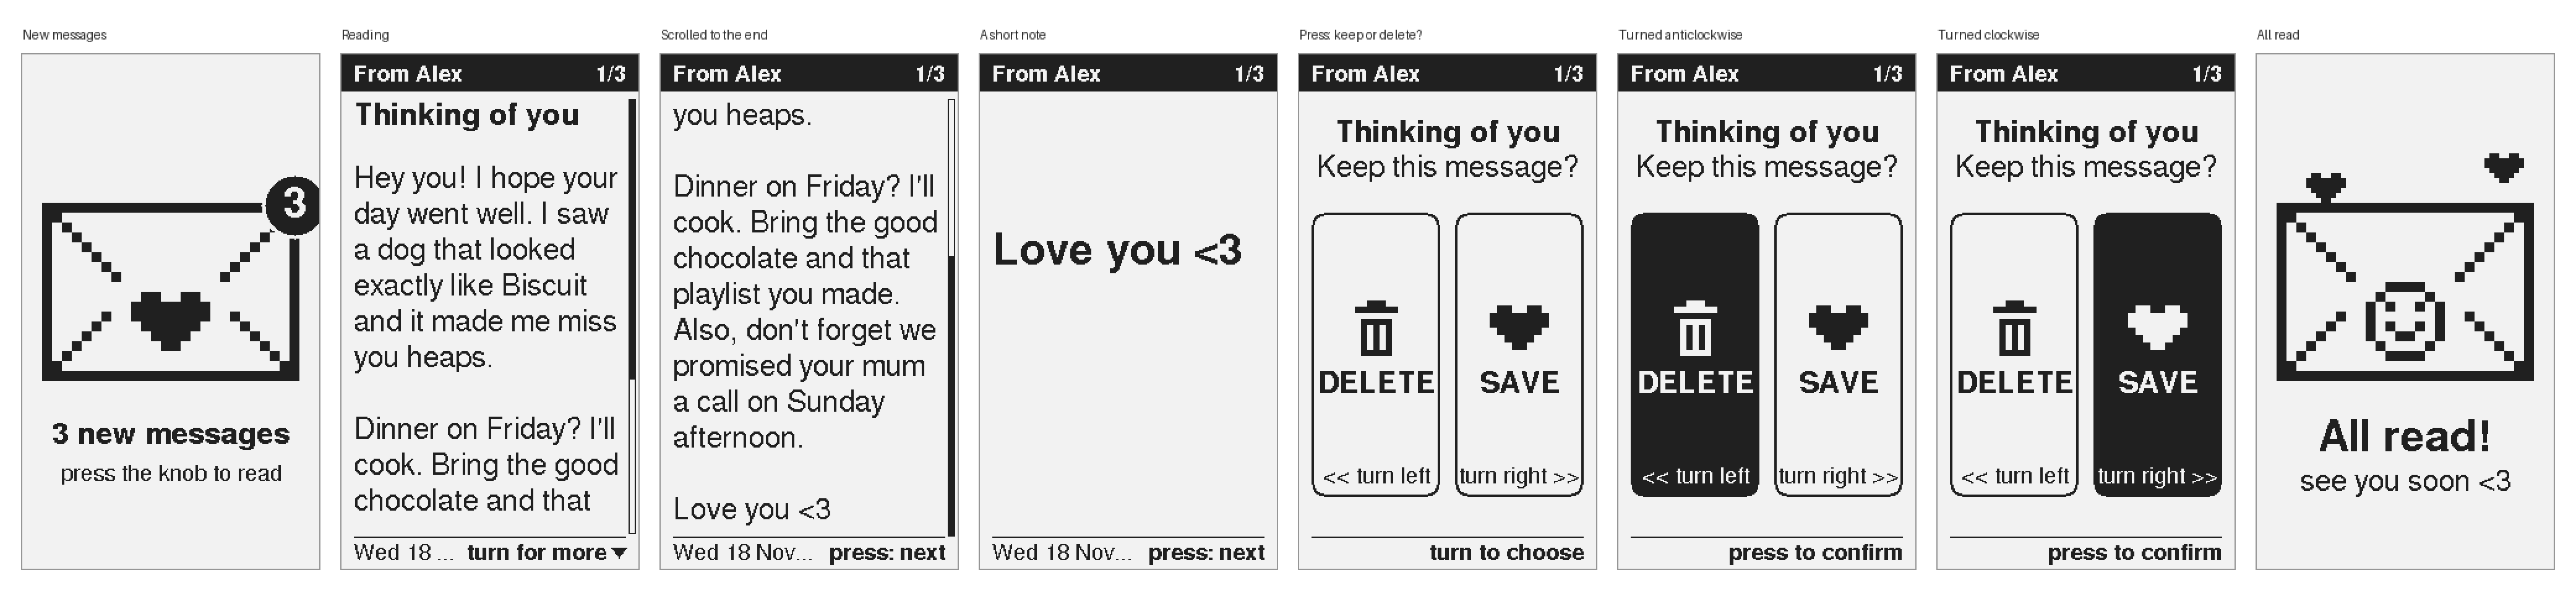 New messages
3
3 new messages
press the knob to read
Reading
From Alex 1/3
Thinking of you
Hey you! I hope your
day went well. I saw
a dog that looked
exactly like Biscuit
and it made me miss
you heaps.
Dinner on Friday? I'll
cook. Bring the good
chocolate and that
Wed 18 ... turn for more
Scrolled to the end
From Alex 1/3
you heaps.
Dinner on Friday? I'll
cook. Bring the good
chocolate and that
playlist you made.
Also, don't forget we
promised your mum
a call on Sunday
afternoon.
Love you <3
Wed 18 Nov... press: next
A short note
From Alex 1/3
Love you <3
Wed 18 Nov... press: next
Press: keep or delete?
From Alex 1/3
Thinking of you
Keep this message?
DELETE SAVE
<< turn left turn right >>
turn to choose
Turned anticlockwise
From Alex 1/3
Thinking of you
Keep this message?
DELETE SAVE
<< turn left turn right >>
press to confirm
Turned clockwise
From Alex 1/3
Thinking of you
Keep this message?
DELETE SAVE
<< turn left turn right >>
press to confirm
All read
All read!
see you soon <3